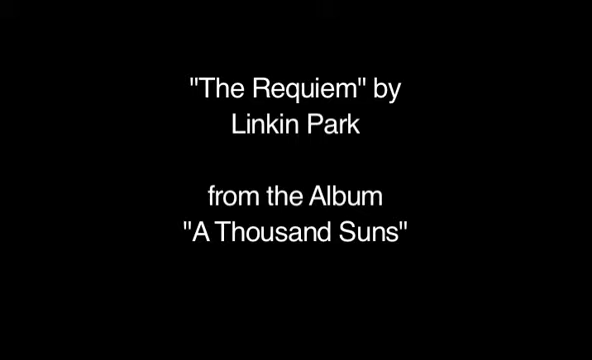 "The Requiem" by
Linkin Park
from the Album
"A Thousand Suns"